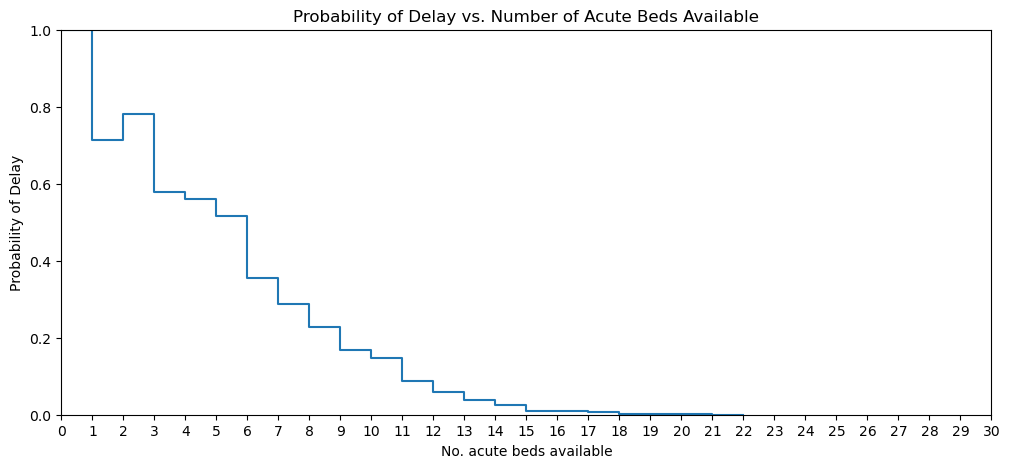 Probability of Delay vs. Number of Acute Beds Available
1.0
0.8
0.6
0.4
0.2
0.0
Probability of Delay
0 1 2 3 4 5 6 7 8 9 10 11 12 13 14 15 16 17 18 19 20 21 22 23 24 25 26 27 28 29 30
No. acute beds available